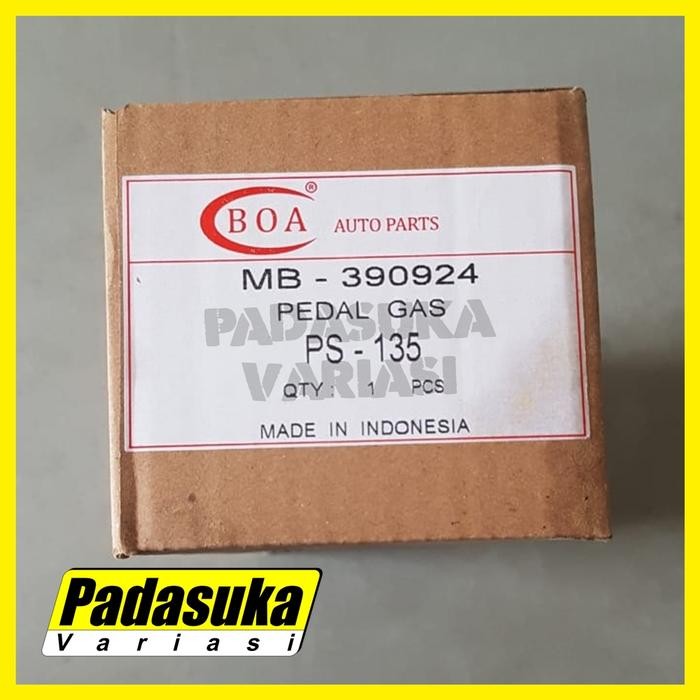 BOA ® AUTO PARTS
MB - 390924
PEDAL GAS
PADASUKA
PS - 135
VARIASI
QTY : 1 PCS
MADE IN INDONESIA
Padasuka
Variasi